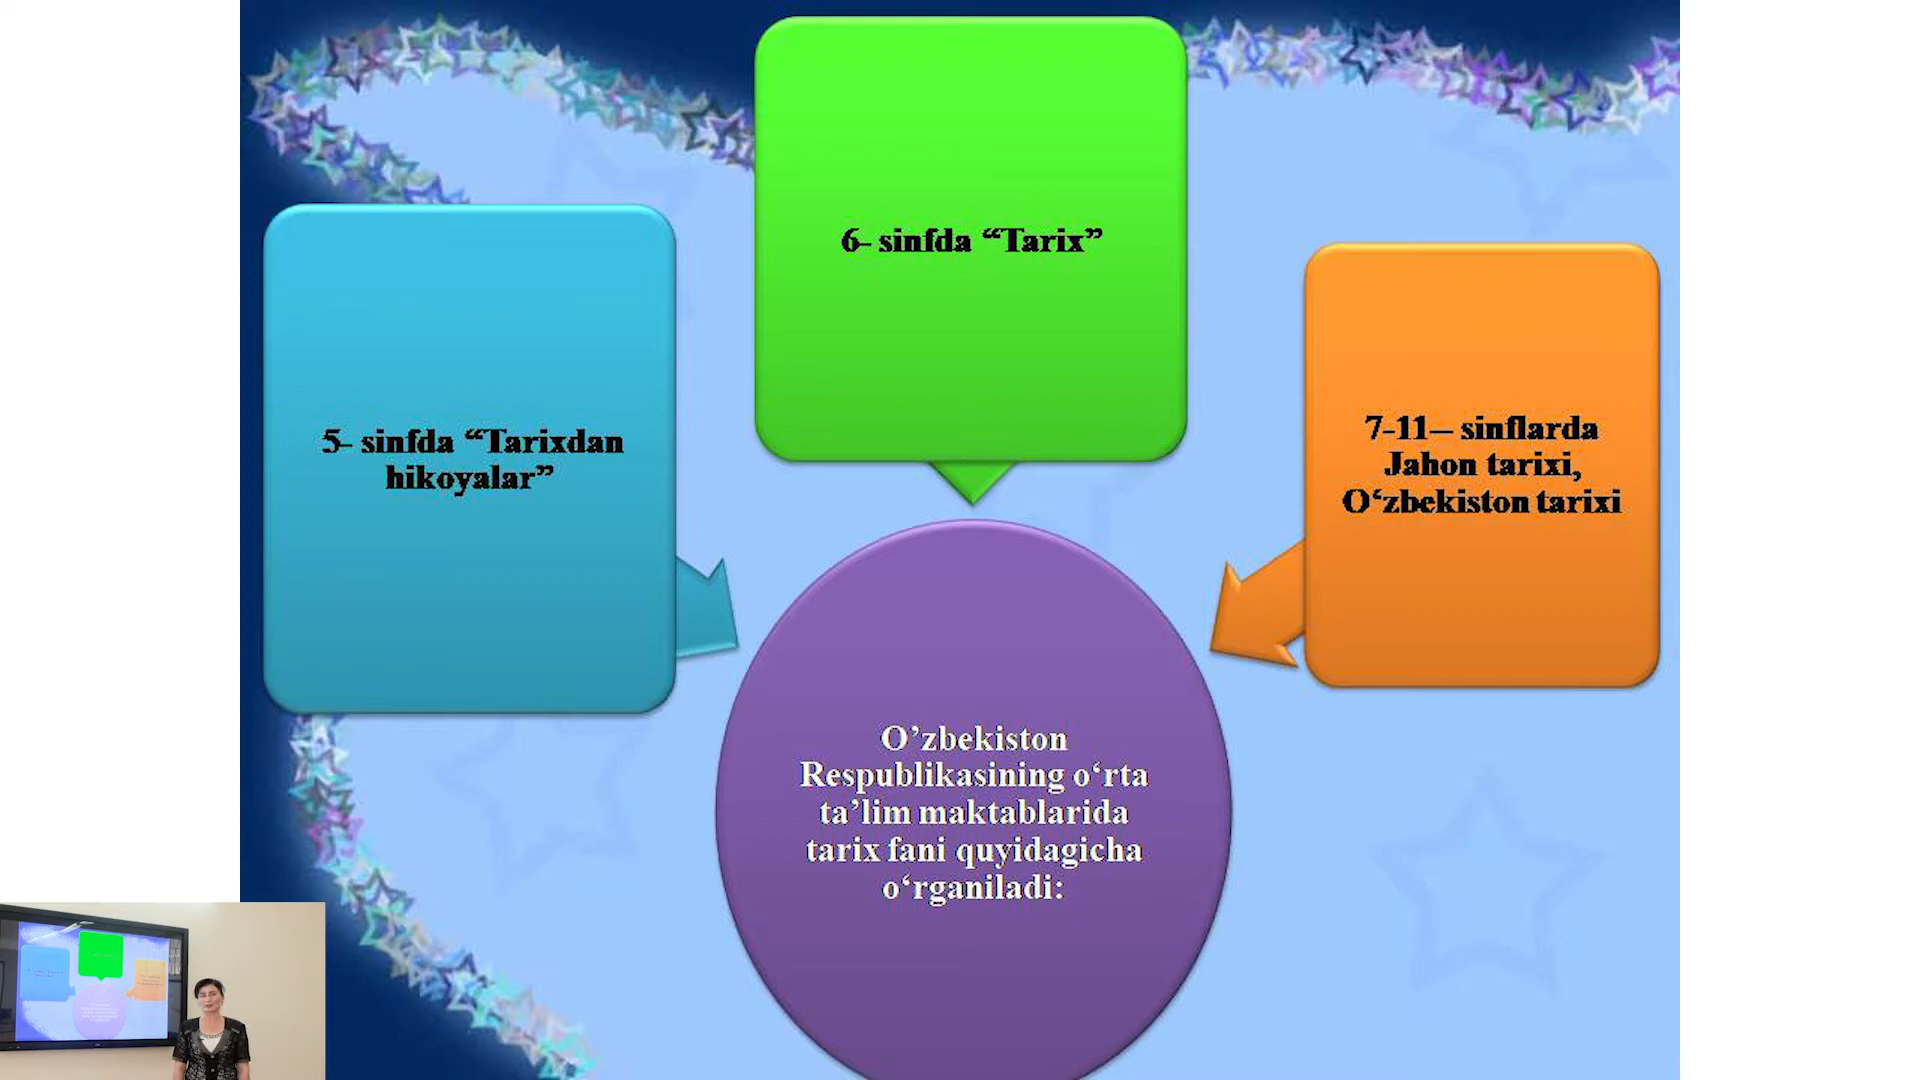 6- sinfda “Tarix”
5- sinfda “Tarixdan
hikoyalar”
7-11– sinflarda
Jahon tarixi,
O‘zbekiston tarixi
O’zbekiston
Respublikasining o‘rta
ta’lim maktablarida
tarix fani quyidagicha
o‘rganiladi: